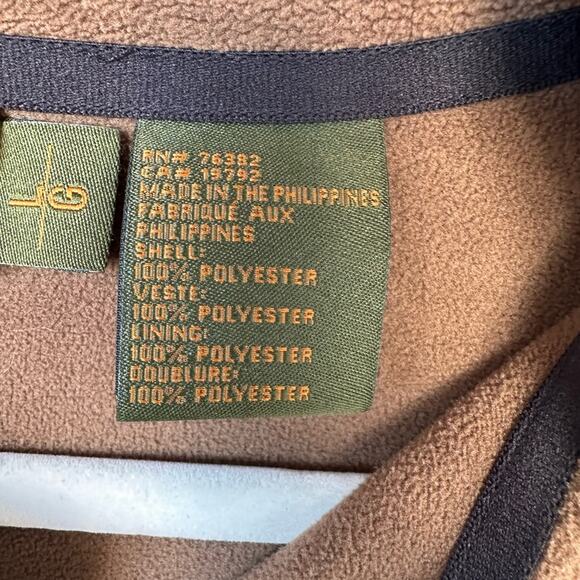 L/G
RN# 76382
CA# 19792
MADE IN THE PHILIPPINES
FABRIQUÉ AUX
PHILIPPINES
SHELL:
100% POLYESTER
VESTE:
100% POLYESTER
LINING:
100% POLYESTER
DOUBLURE:
100% POLYESTER